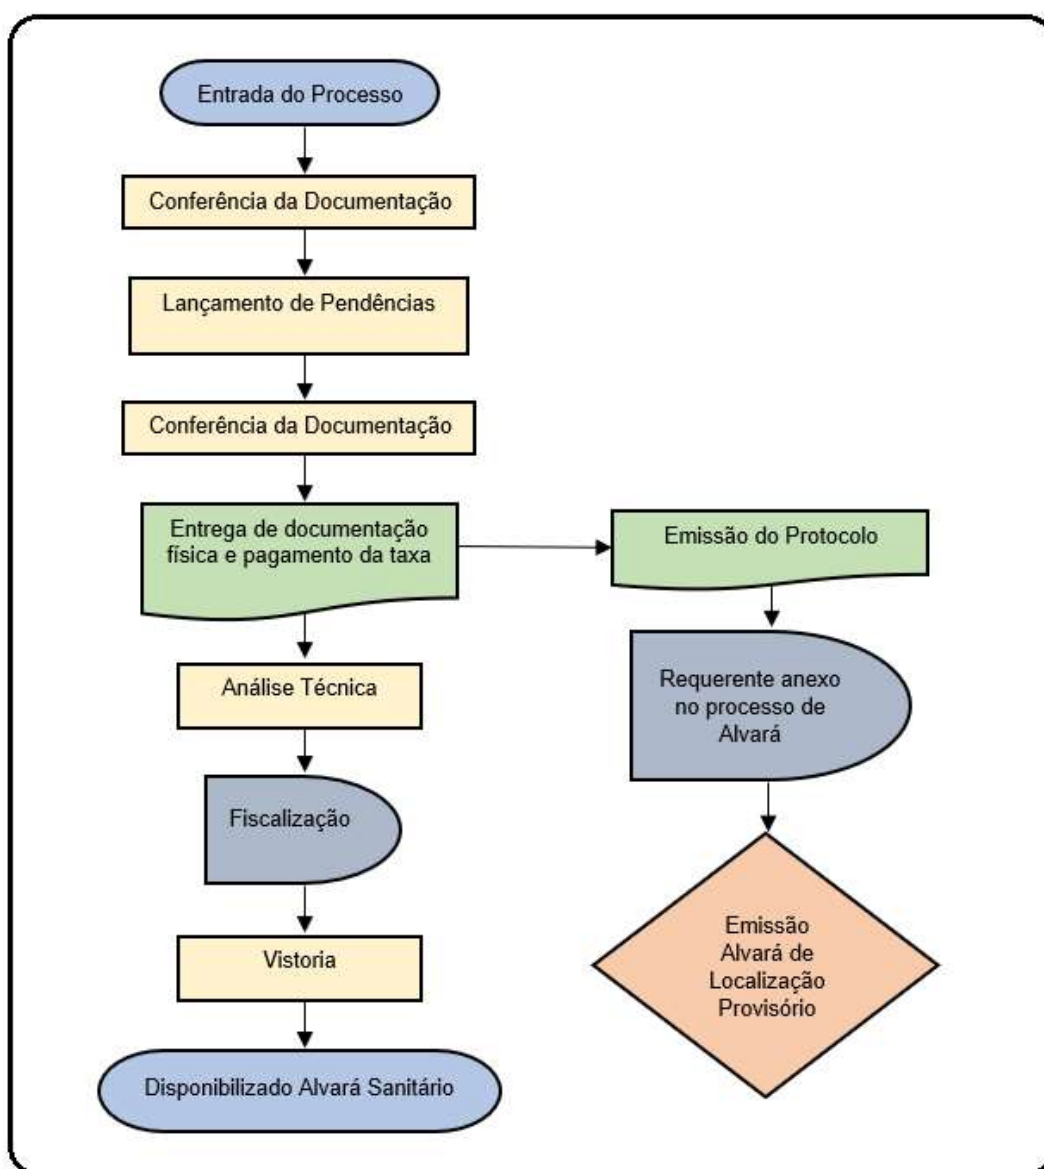 Entrada do Processo
Conferência da Documentação
Lançamento de Pendências
Conferência da Documentação
Entrega de documentação
física e pagamento da taxa
Emissão do Protocolo
Análise Técnica
Requerente anexo
no processo de
Alvará
Fiscalização
Emissão
Alvará de
Localização
Provisório
Vistoria
Disponibilizado Alvará Sanitário